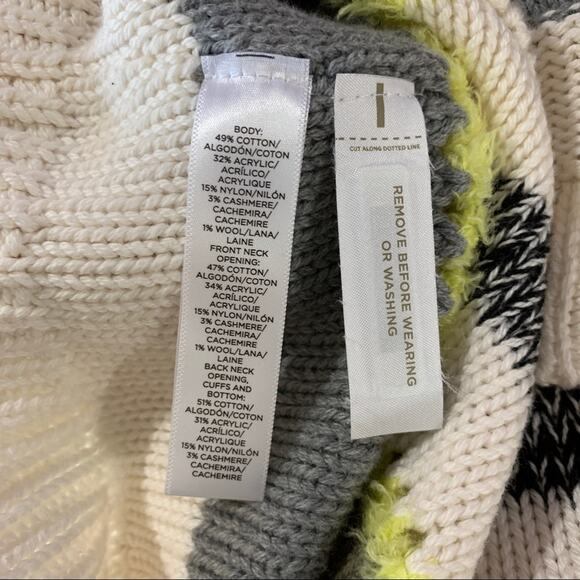 BODY:
49% COTTON/
ALGODÓN/COTON
32% ACRYLIC/
ACRÍLICO/
ACRYLIQUE
15% NYLON/NILÓN
3% CASHMERE/
CACHEMIRA/
CACHEMIRE
1% WOOL/LANA/
LAINE
FRONT NECK
OPENING:
47% COTTON/
ALGODÓN/COTON
34% ACRYLIC/
ACRÍLICO/
ACRYLIQUE
15% NYLON/NILÓN
3% CASHMERE/
CACHEMIRA/
CACHEMIRE
1% WOOL/LANA/
LAINE
BACK NECK
OPENING,
CUFFS AND
BOTTOM:
51% COTTON/
ALGODÓN/COTON
31% ACRYLIC/
ACRÍLICO/
ACRYLIQUE
15% NYLON/NILÓN
3% CASHMERE/
CACHEMIRA/
CACHEMIRE
CUT ALONG DOTTED LINE
REMOVE BEFORE WEARING
OR WASHING